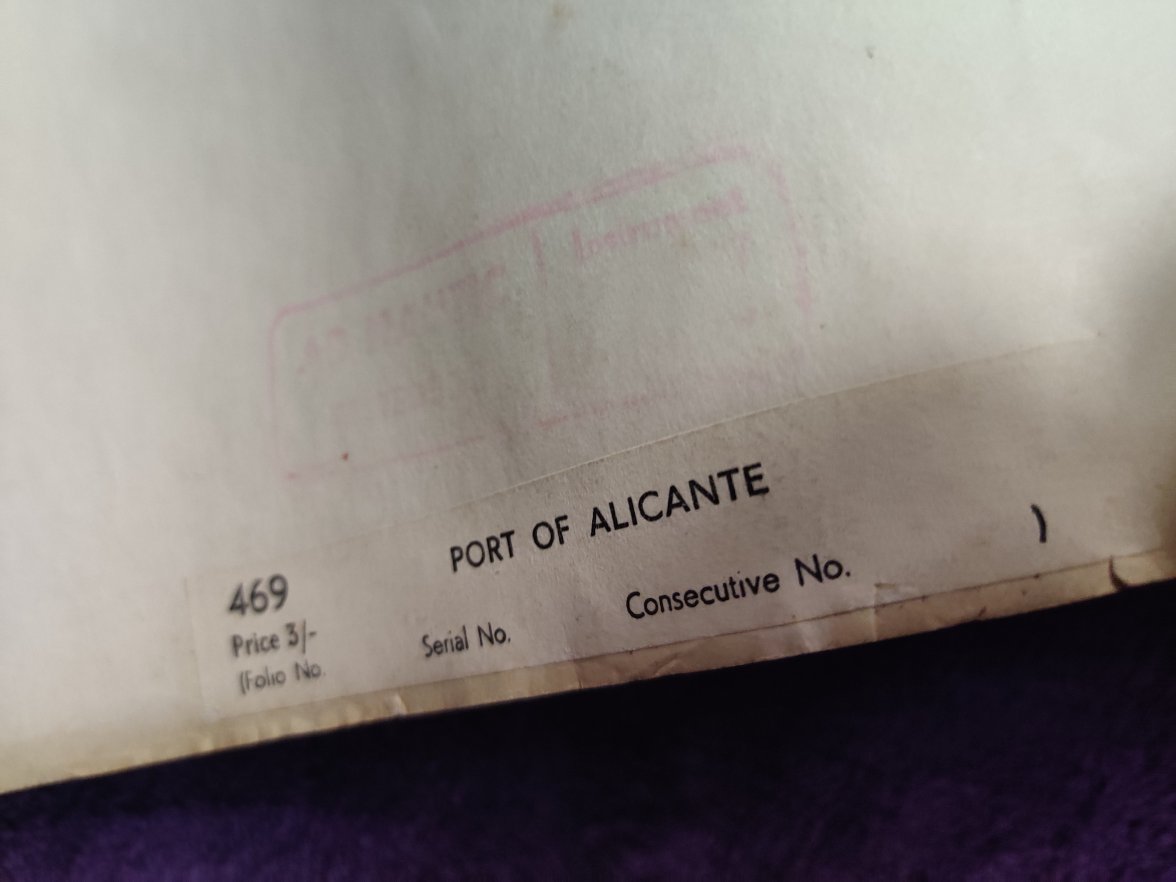 PORT OF ALICANTE
469
Price 3/-
(Folio No.
Serial No.
Consecutive No.
)